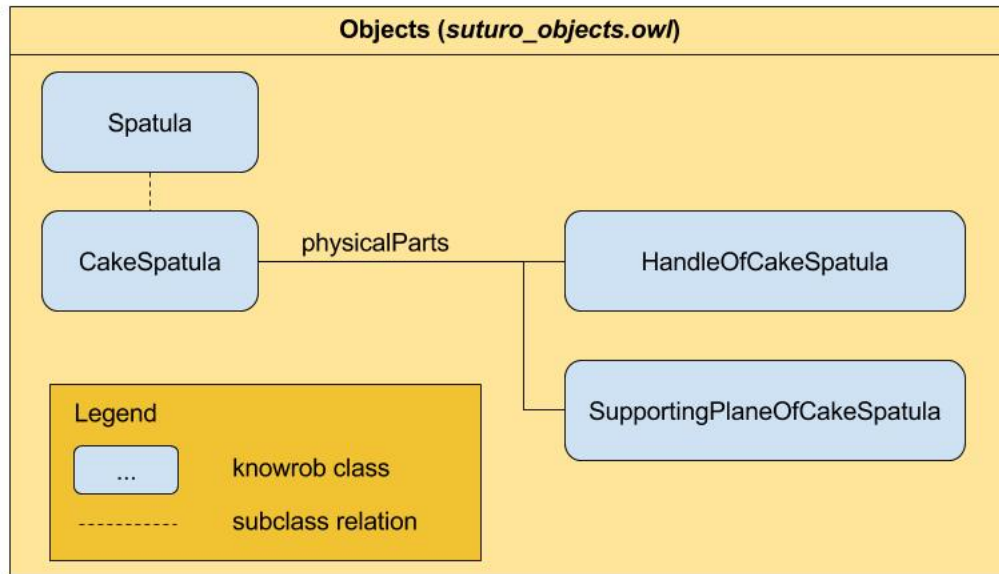 Objects (suturo_objects.owl)
Spatula
CakeSpatula
physicalParts
HandleOfCakeSpatula
SupportingPlaneOfCakeSpatula
Legend
...
knowrob class
subclass relation